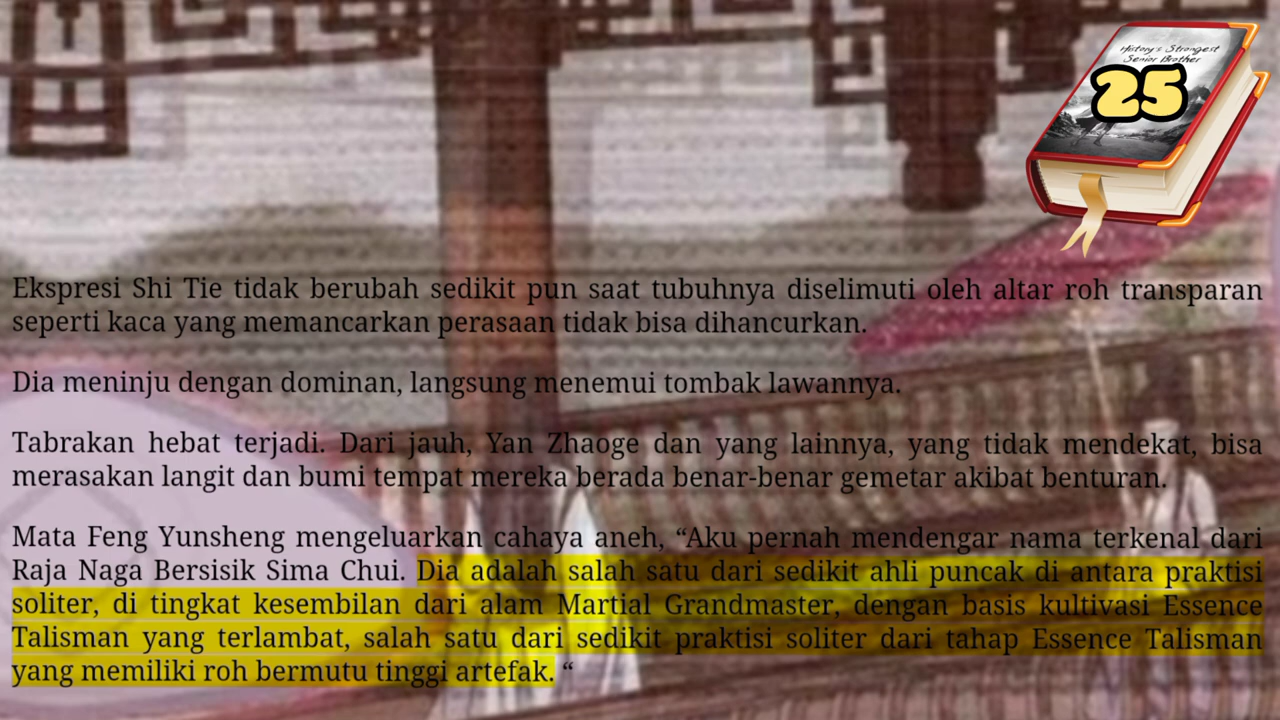 History's Strongest
Senior Brother
25
Ekspresi Shi Tie tidak berubah sedikit pun saat tubuhnya diselimuti oleh altar roh transparan
seperti kaca yang memancarkan perasaan tidak bisa dihancurkan.
Dia meninju dengan dominan, langsung menemui tombak lawannya.
Tabrakan hebat terjadi. Dari jauh, Yan Zhaoge dan yang lainnya, yang tidak mendekat, bisa
merasakan langit dan bumi tempat mereka berada benar-benar gemetar akibat benturan.
Mata Feng Yunsheng mengeluarkan cahaya aneh, “Aku pernah mendengar nama terkenal dari
Raja Naga Bersisik Sima Chui. Dia adalah salah satu dari sedikit ahli puncak di antara praktisi
soliter, di tingkat kesembilan dari alam Martial Grandmaster, dengan basis kultivasi Essence
Talisman yang terlambat, salah satu dari sedikit praktisi soliter dari tahap Essence Talisman
yang memiliki roh bermutu tinggi artefak. “